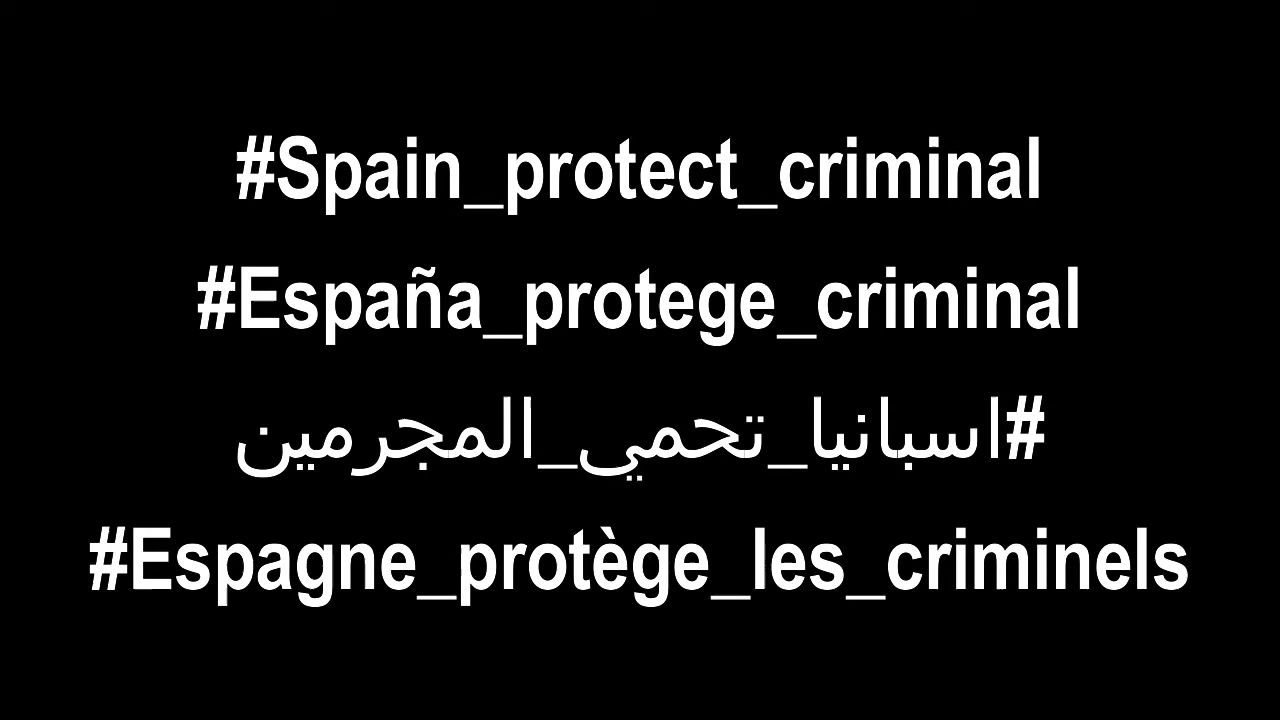 #Spain_protect_criminal
#España_protege_criminal
#اسبانيا_تحمي_المجرمين
#Espagne_protège_les_criminels